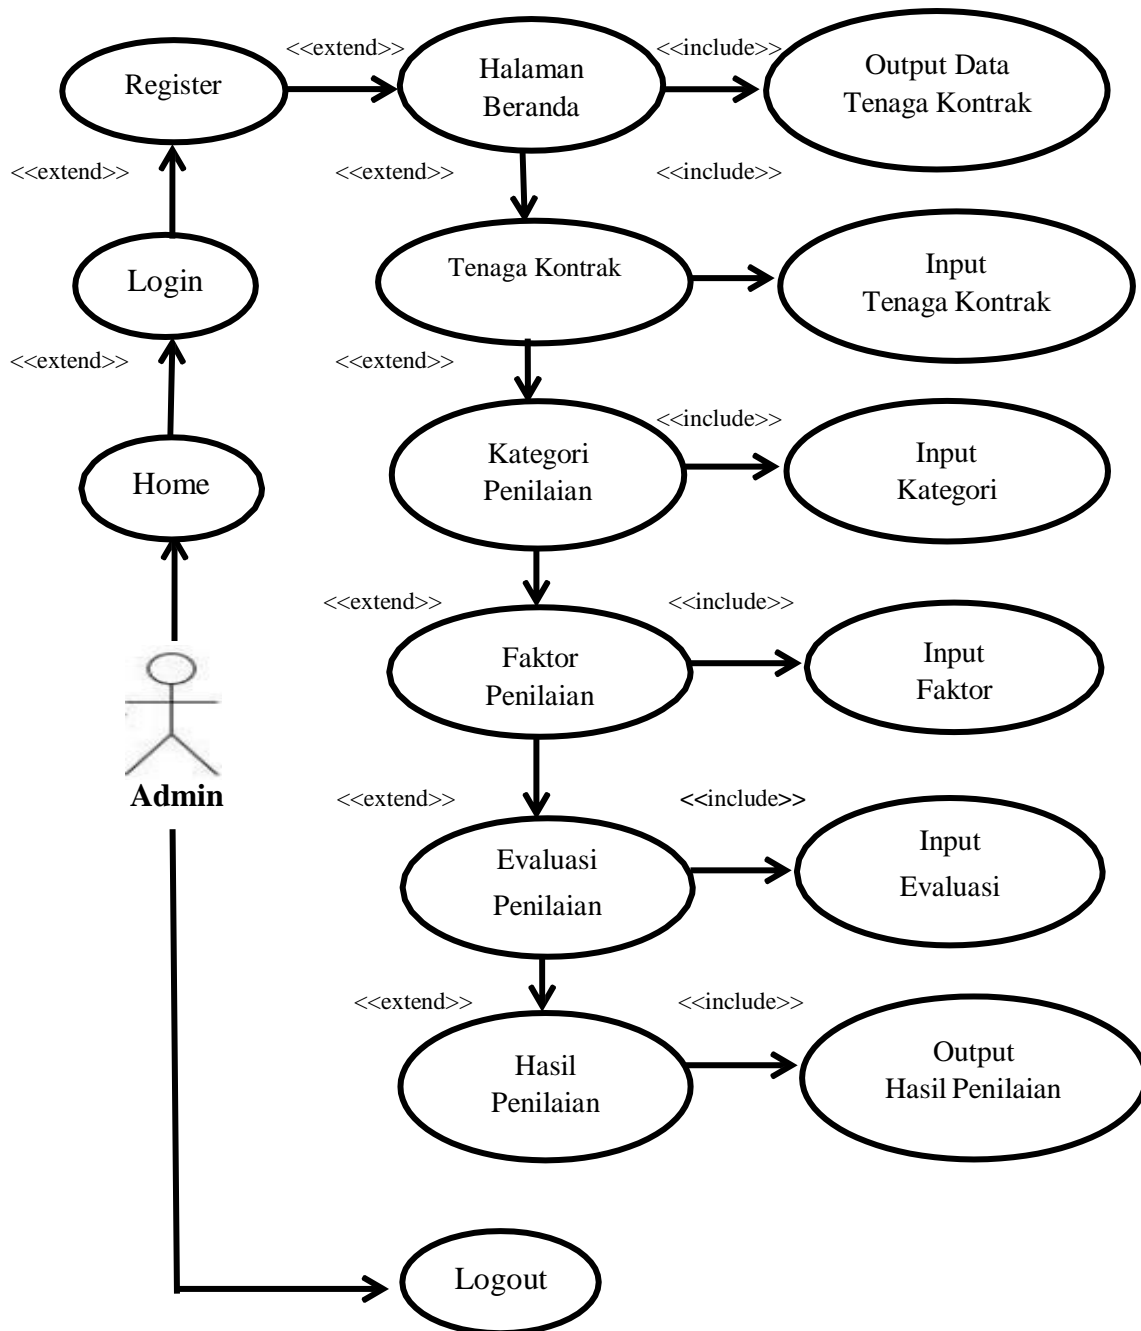 <<extend>>
<<include>>
Register
Halaman
Beranda
Output Data
Tenaga Kontrak
<<extend>>
<<extend>>
<<include>>
Login
Tenaga Kontrak
Input
Tenaga Kontrak
<<extend>>
<<extend>>
<<include>>
Home
Kategori
Penilaian
Input
Kategori
<<extend>>
<<include>>
Faktor
Penilaian
Input
Faktor
Admin
<<extend>>
<<include>>
Evaluasi
Penilaian
Input
Evaluasi
<<extend>>
<<include>>
Hasil
Penilaian
Output
Hasil Penilaian
Logout